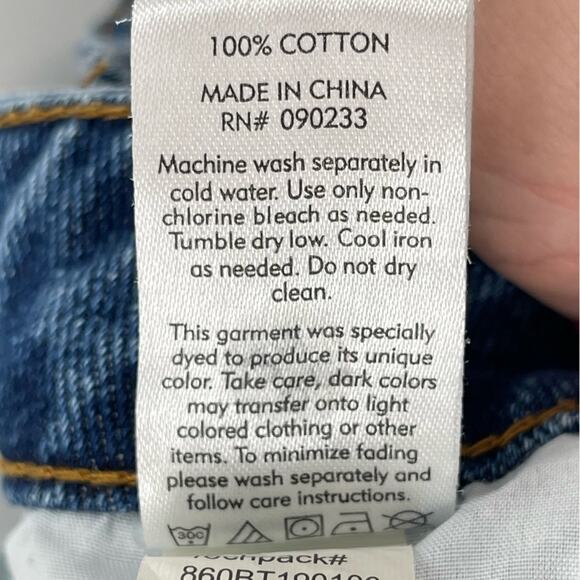 100% COTTON
MADE IN CHINA
RN# 090233
Machine wash separately in
cold water. Use only non-
chlorine bleach as needed.
Tumble dry low. Cool iron
as needed. Do not dry
clean.
This garment was specially
dyed to produce its unique
color. Take care, dark colors
may transfer onto light
colored clothing or other
items. To minimize fading
please wash separately and
follow care instructions.
30C